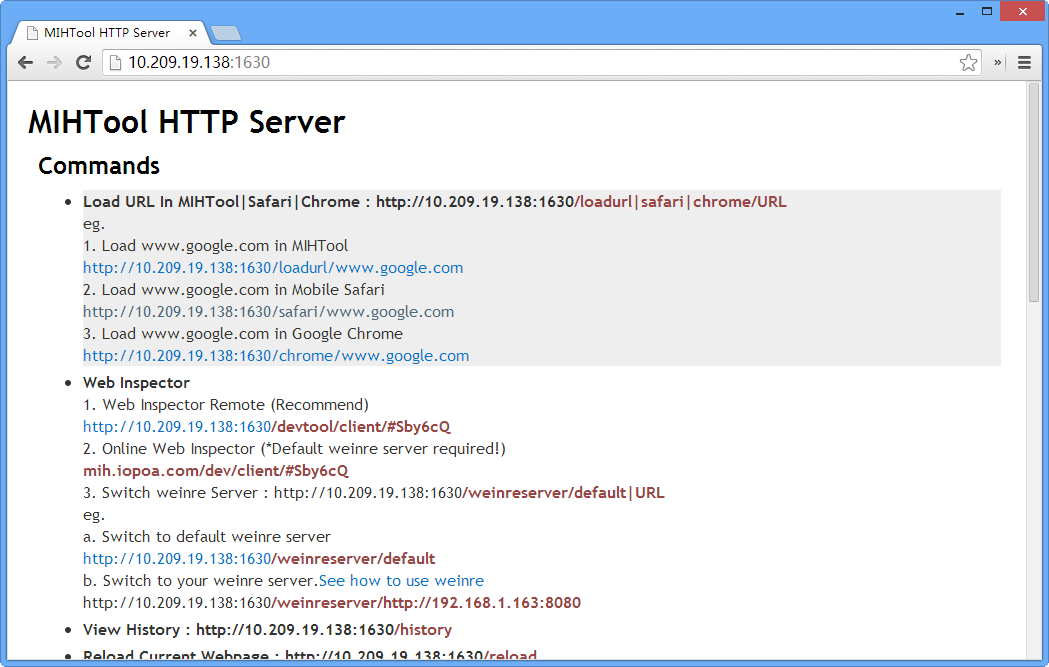 MIHTool HTTP Server
10.209.19.138:1630
MIHTool HTTP Server
Commands
Load URL In MIHTool|Safari|Chrome : http://10.209.19.138:1630/loadurl|safari|chrome/URL
eg.
1. Load www.google.com in MIHTool
http://10.209.19.138:1630/loadurl/www.google.com
2. Load www.google.com in Mobile Safari
http://10.209.19.138:1630/safari/www.google.com
3. Load www.google.com in Google Chrome
http://10.209.19.138:1630/chrome/www.google.com
Web Inspector
1. Web Inspector Remote (Recommend)
http://10.209.19.138:1630/devtool/client/#Sby6cQ
2. Online Web Inspector (*Default weinre server required!)
mih.iopoa.com/dev/client/#Sby6cQ
3. Switch weinre Server : http://10.209.19.138:1630/weinreserver/default|URL
eg.
a. Switch to default weinre server
http://10.209.19.138:1630/weinreserver/default
b. Switch to your weinre server.See how to use weinre
http://10.209.19.138:1630/weinreserver/http://192.168.1.163:8080
View History : http://10.209.19.138:1630/history
Reload Current Webpage : http://10.209.19.138:1630/reload